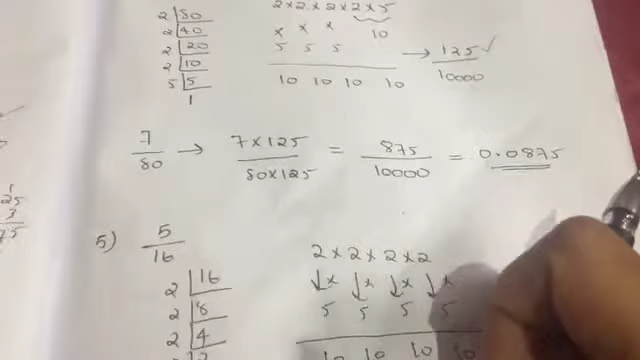 2 | 80 2×2×2×2×5
2 | 40 × × × 10
2 | 20 5 5 5 → 125 ✓
2 | 10 10 10 10 10 10000
5 | 5
1
7/80 → 7×125/80×125 = 875/10000 = 0.0875
5) 5/16 2×2×2×2
2 | 16 ↓× ↓× ↓× ↓×
2 | 8 5 5 5 5
2 | 4
2 | 2 10 10 10 10